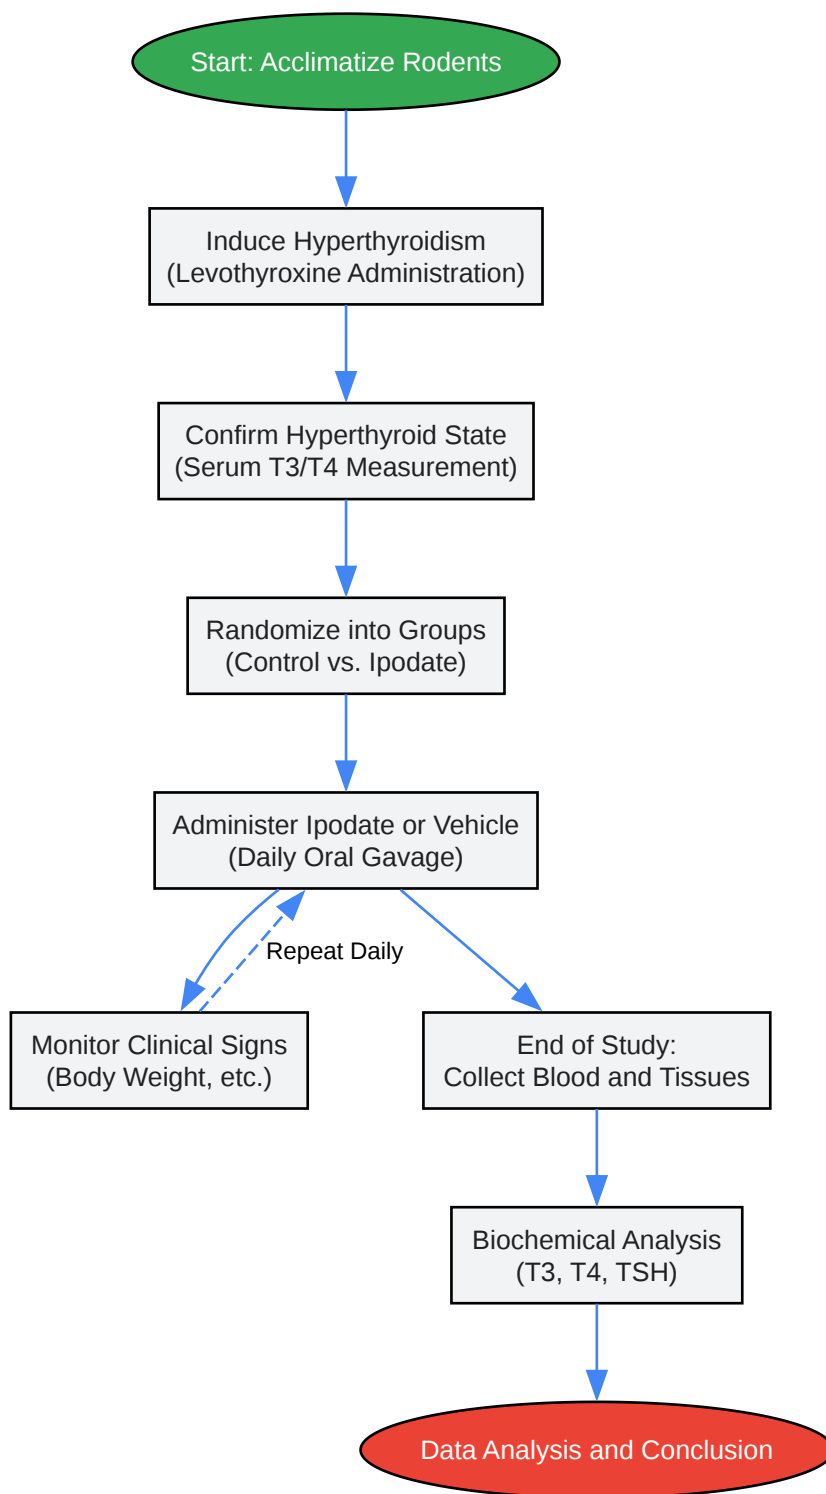 Start: Acclimatize Rodents
Induce Hyperthyroidism
(Levothyroxine Administration)
Confirm Hyperthyroid State
(Serum T3/T4 Measurement)
Randomize into Groups
(Control vs. Ipodate)
Administer Ipodate or Vehicle
(Daily Oral Gavage)
Repeat Daily
Monitor Clinical Signs
(Body Weight, etc.)
End of Study:
Collect Blood and Tissues
Biochemical Analysis
(T3, T4, TSH)
Data Analysis and Conclusion